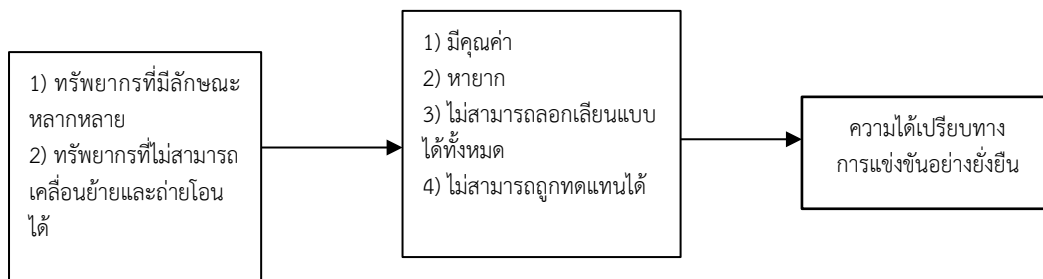 1) ทรัพยากรที่มีลักษณะ
หลากหลาย
2) ทรัพยากรที่ไม่สามารถ
เคลื่อนย้ายและถ่ายโอน
ได้
1) มีคุณค่า
2) หายาก
3) ไม่สามารถลอกเลียนแบบ
ได้ทั้งหมด
4) ไม่สามารถถูกทดแทนได้
ความได้เปรียบทาง
การแข่งขันอย่างยั่งยืน